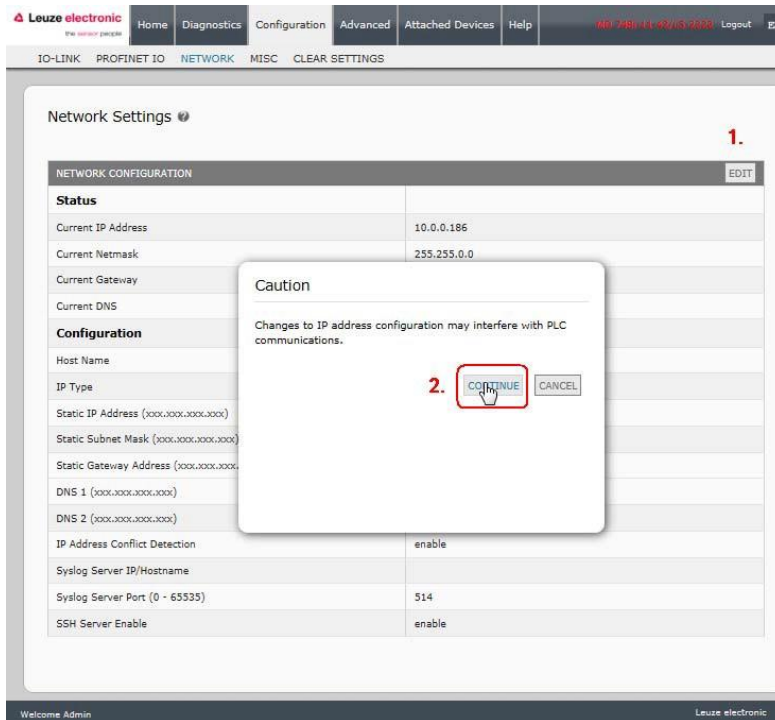 Leuze electronic
the sensor people
Home Diagnostics Configuration Advanced Attached Devices Help
Logout
IO-LINK PROFINET IO NETWORK MISC CLEAR SETTINGS
Network Settings
1.
NETWORK CONFIGURATION EDIT
Status
Current IP Address 10.0.0.186
Current Netmask 255.255.0.0
Current Gateway
Current DNS
Configuration
Host Name
IP Type
Static IP Address (xxx.xxx.xxx.xxx)
Static Subnet Mask (xxx.xxx.xxx.xxx)
Static Gateway Address (xxx.xxx.xxx.
DNS 1 (xxx.xxx.xxx.xxx)
DNS 2 (xxx.xxx.xxx.xxx)
Caution
Changes to IP address configuration may interfere with PLC
communications.
2. CONTINUE CANCEL
IP Address Conflict Detection enable
Syslog Server IP/Hostname
Syslog Server Port (0 - 65535) 514
SSH Server Enable enable
Welcome Admin Leuze electronic